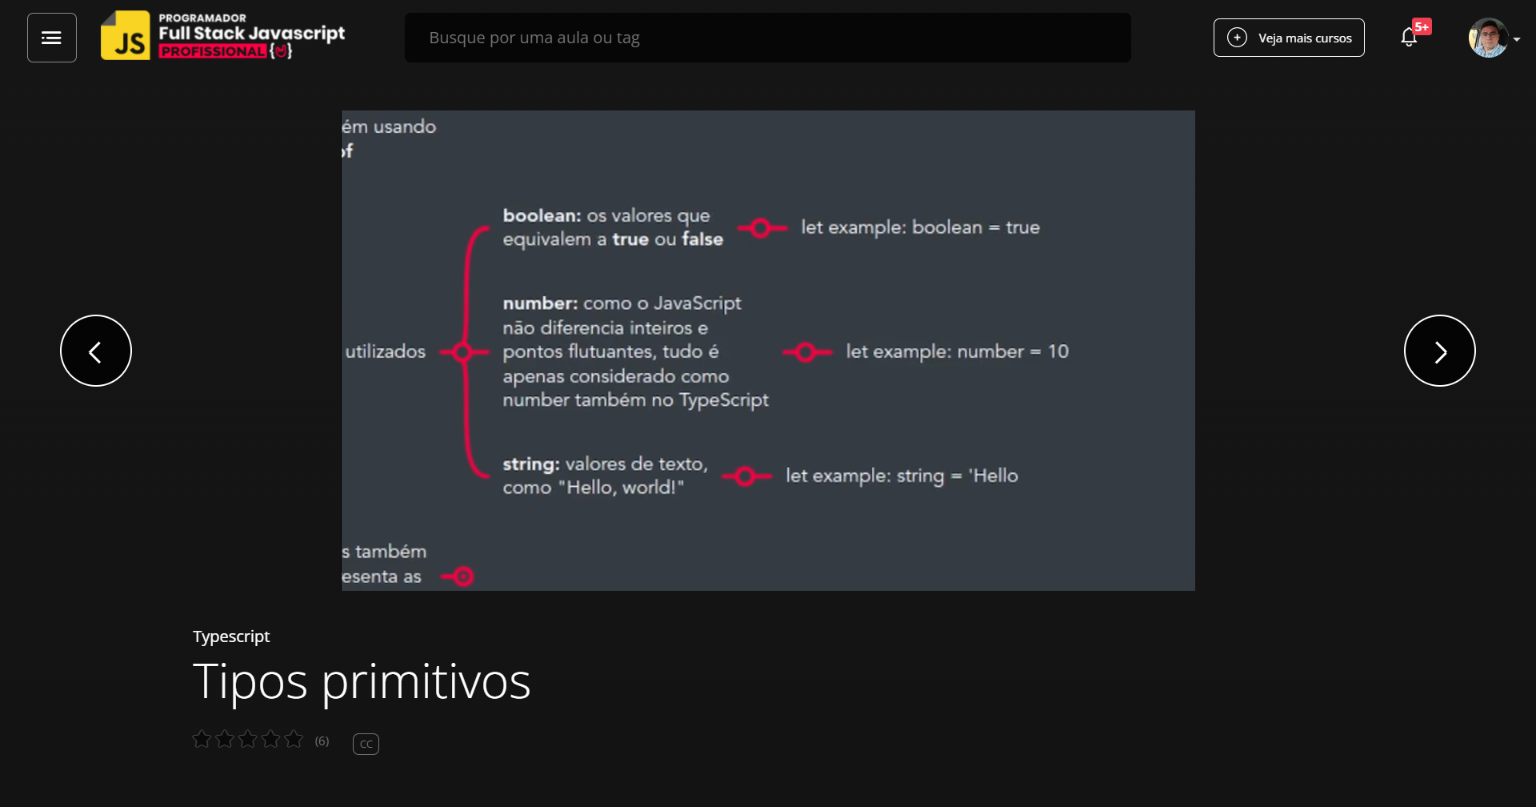 PROGRAMADOR
Full Stack Javascript
PROFISSIONAL
JS
Busque por uma aula ou tag
Veja mais cursos
5+
ém usando
of
boolean: os valores que
equivalem a true ou false
let example: boolean = true
number: como o JavaScript
não diferencia inteiros e
pontos flutuantes, tudo é
apenas considerado como
number também no TypeScript
utilizados
let example: number = 10
string: valores de texto,
como "Hello, world!"
let example: string = 'Hello
s também
esenta as
Typescript
Tipos primitivos
(6)
CC